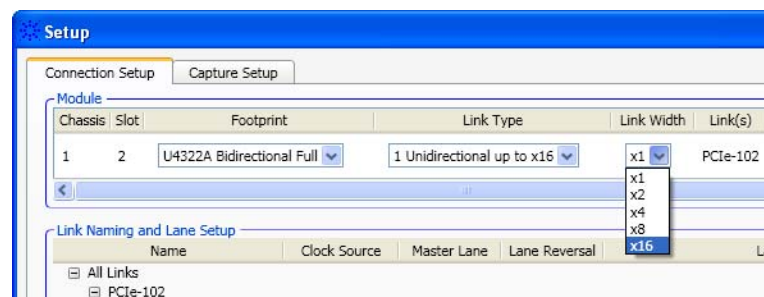 Setup
Connection Setup Capture Setup
Module
Chassis Slot Footprint Link Type Link Width Link(s)
1 2 U4322A Bidirectional Full 1 Unidirectional up to x16 x1 PCIe-102
x1
x2
x4
x8
x16
Link Naming and Lane Setup
Name Clock Source Master Lane Lane Reversal L
All Links
PCIe-102